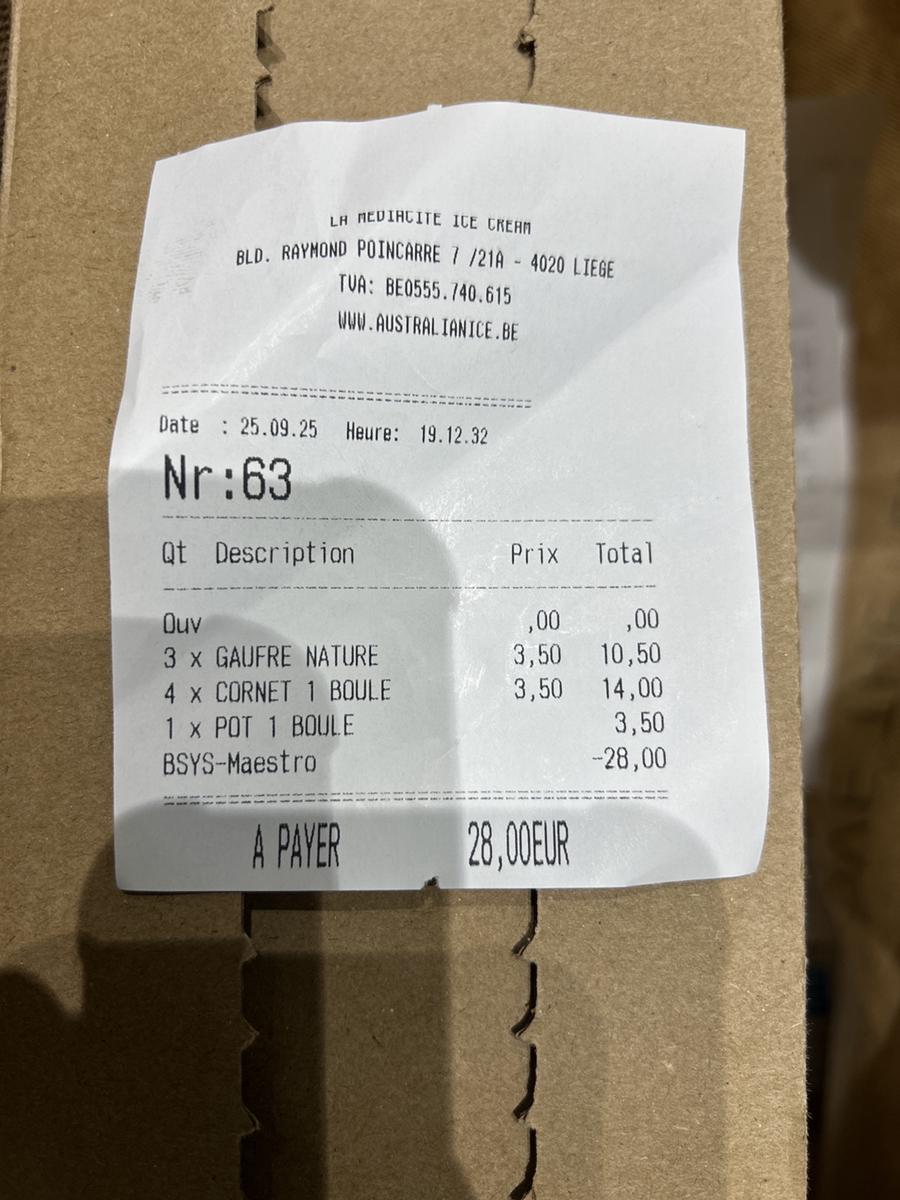 LA MEDIACITE ICE CREAM
BLD. RAYMOND POINCARRE 7 /21A - 4020 LIEGE
TVA: BE0555.740.615
WWW.AUSTRALIANICE.BE
Date : 25.09.25 Heure: 19.12.32
Nr:63
Qt Description Prix Total
Ouv ,00 ,00
3 x GAUFRE NATURE 3,50 10,50
4 x CORNET 1 BOULE 3,50 14,00
1 x POT 1 BOULE 3,50
BSYS-Maestro -28,00
A PAYER 28,00EUR